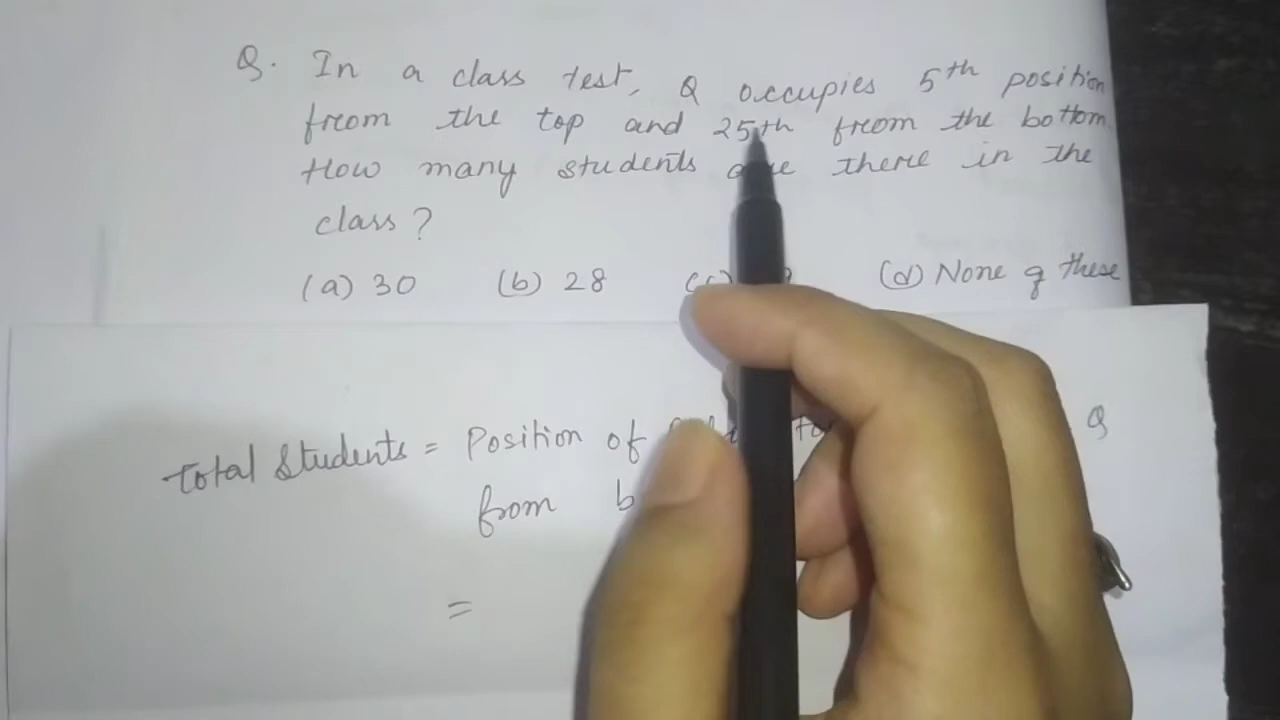 Q. In a class test, Q occupies 5th position
from the top and 25th from the bottom.
How many students are there in the
class?
(a) 30 (b) 28 (c) (d) None of these
Total Students = Position of Q
from
=